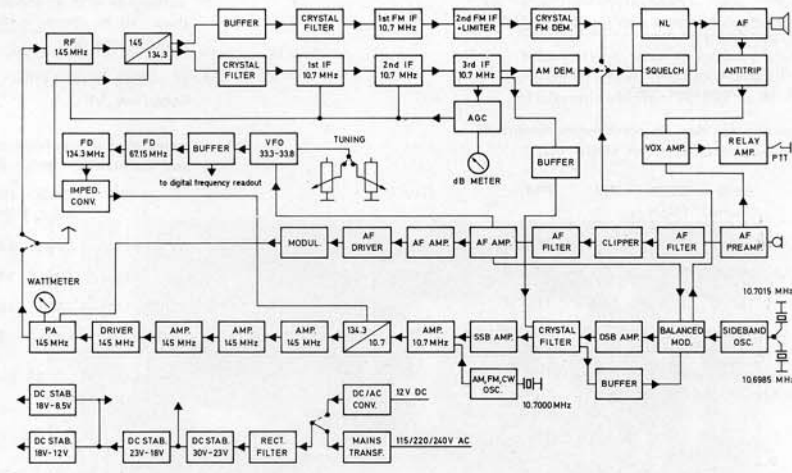 BUFFER
CRYSTAL
FILTER
1st FM IF
10.7 MHz
2nd FM IF
+LIMITER
CRYSTAL
FM DEM.
NL
AF
RF
145 MHz
145
134.3
CRYSTAL
FILTER
1st IF
10.7 MHz
2nd IF
10.7 MHz
3rd IF
10.7 MHz
AM DEM.
SQUELCH
ANTITRIP
AGC
FD
134.3 MHz
FD
67.15 MHz
BUFFER
VFO
33.3-33.8
TUNING
dB METER
BUFFER
VOX AMP.
RELAY
AMP.
PTT
to digital frequency readout
IMPED.
CONV.
MODUL.
AF
DRIVER
AF AMP.
AF AMP.
AF
FILTER
CLIPPER
AF
FILTER
AF
PREAMP.
WATTMETER
10.7015 MHz
PA
145 MHz
DRIVER
145 MHz
AMP.
145 MHz
AMP.
145 MHz
AMP.
145 MHz
134.3
10.7
AMP.
10.7 MHz
SSB AMP.
CRYSTAL
FILTER
DSB AMP.
BALANCED
MOD.
SIDEBAND
OSC.
10.6985 MHz
AM,FM,CW
OSC.
10.7000 MHz
BUFFER
DC STAB.
18V-8.5V
DC/AC
CONV.
12V DC
DC STAB.
18V-12V
DC STAB.
23V-18V
DC STAB.
30V-23V
RECT.
FILTER
MAINS
TRANSF.
115/220/240V AC